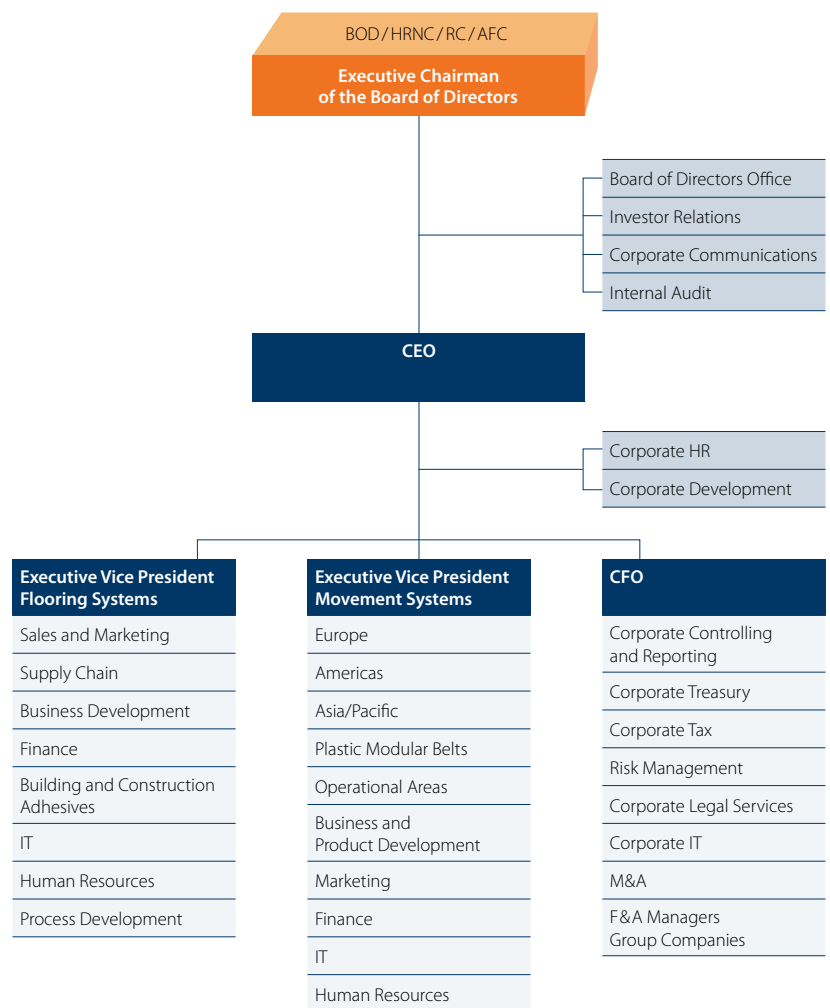 BOD/HRNC/RC/AFC
Executive Chairman
of the Board of Directors
Board of Directors Office
Investor Relations
Corporate Communications
Internal Audit
CEO
Corporate HR
Corporate Development
Executive Vice President
Flooring Systems
Sales and Marketing
Supply Chain
Business Development
Finance
Building and Construction
Adhesives
IT
Human Resources
Process Development
Executive Vice President
Movement Systems
Europe
Americas
Asia/Pacific
Plastic Modular Belts
Operational Areas
Business and
Product Development
Marketing
Finance
IT
Human Resources
CFO
Corporate Controlling
and Reporting
Corporate Treasury
Corporate Tax
Risk Management
Corporate Legal Services
Corporate IT
M&A
F&A Managers
Group Companies